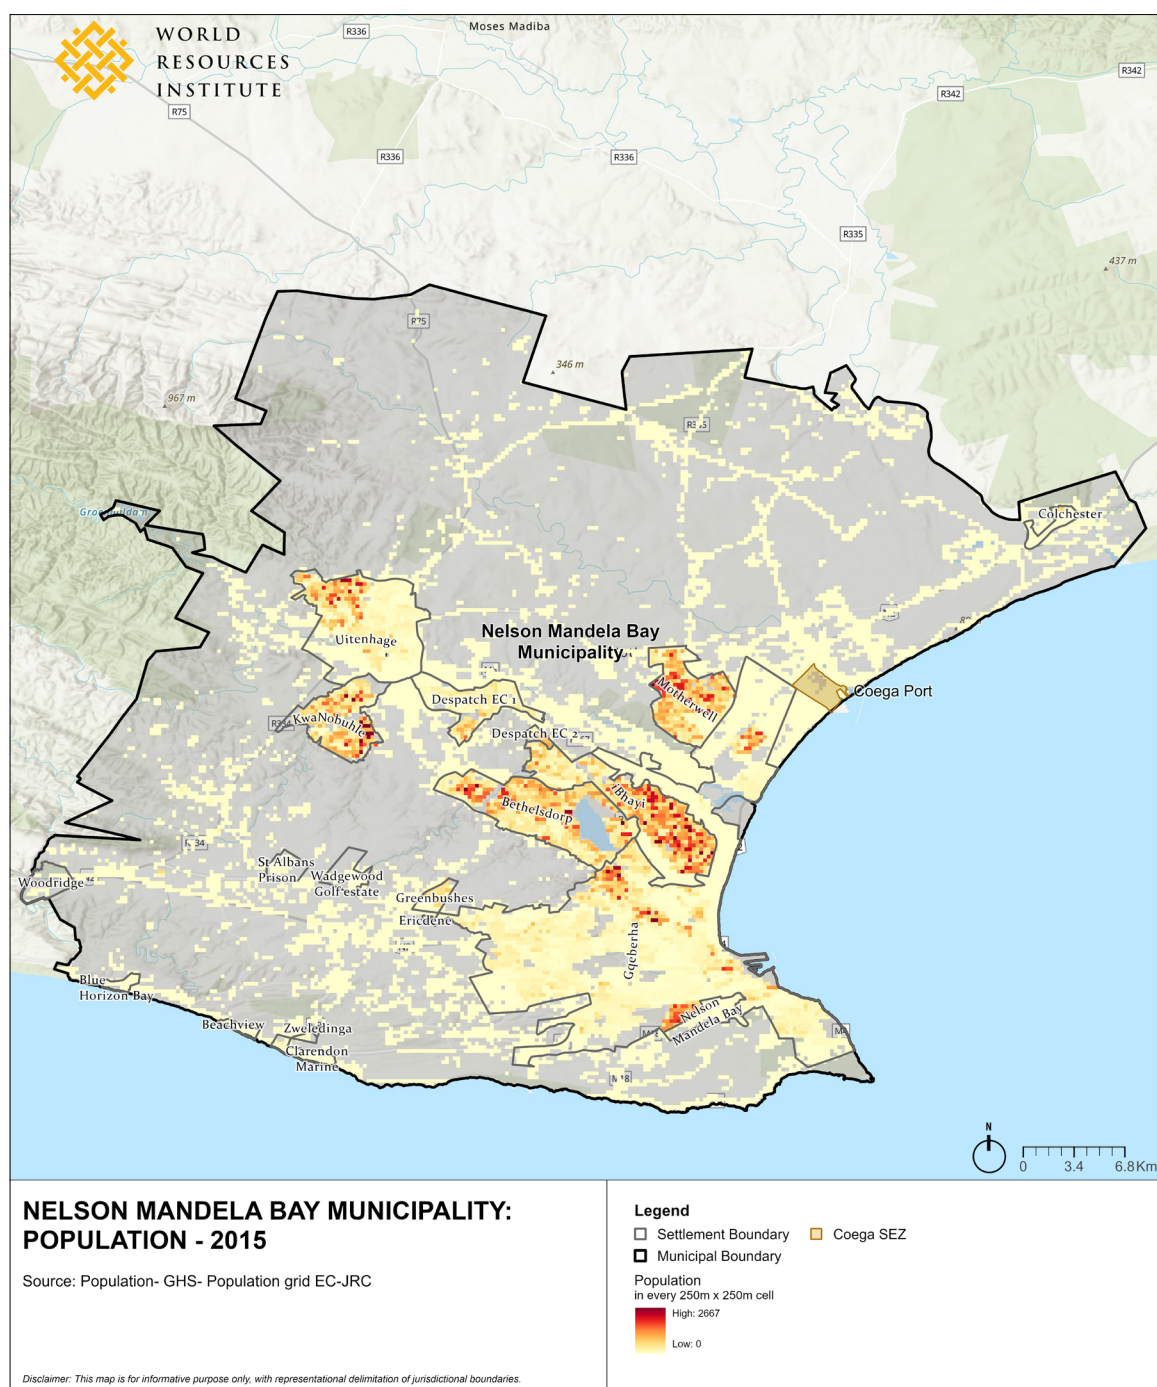 WORLD
RESOURCES
INSTITUTE
R336
Moses Madiba
R342
R342
R75
R336
R336
R335
437 m
R75
346 m
967 m
Colchester
Uitenhage
Nelson Mandela Bay
Municipality
Motherwell
Coega Port
Despatch EC 1
KwaNobuhle
Despatch EC 2
iBhayi
Bethelsdorp
St Albans
Prison
Wadgewood
Golf estate
Woodridge
Greenbushes
Ericdene
Gqeberha
Blue
Horizon Bay
Nelson
Mandela Bay
Beachview
Zweledinga
Clarendon
Marine
N
0 3.4 6.8 Km
NELSON MANDELA BAY MUNICIPALITY:
POPULATION - 2015
Source: Population- GHS- Population grid EC-JRC
Disclaimer: This map is for informative purpose only, with representational delimitation of jurisdictional boundaries.
Legend
Settlement Boundary
Coega SEZ
Municipal Boundary
Population
in every 250m x 250m cell
High: 2667
Low: 0